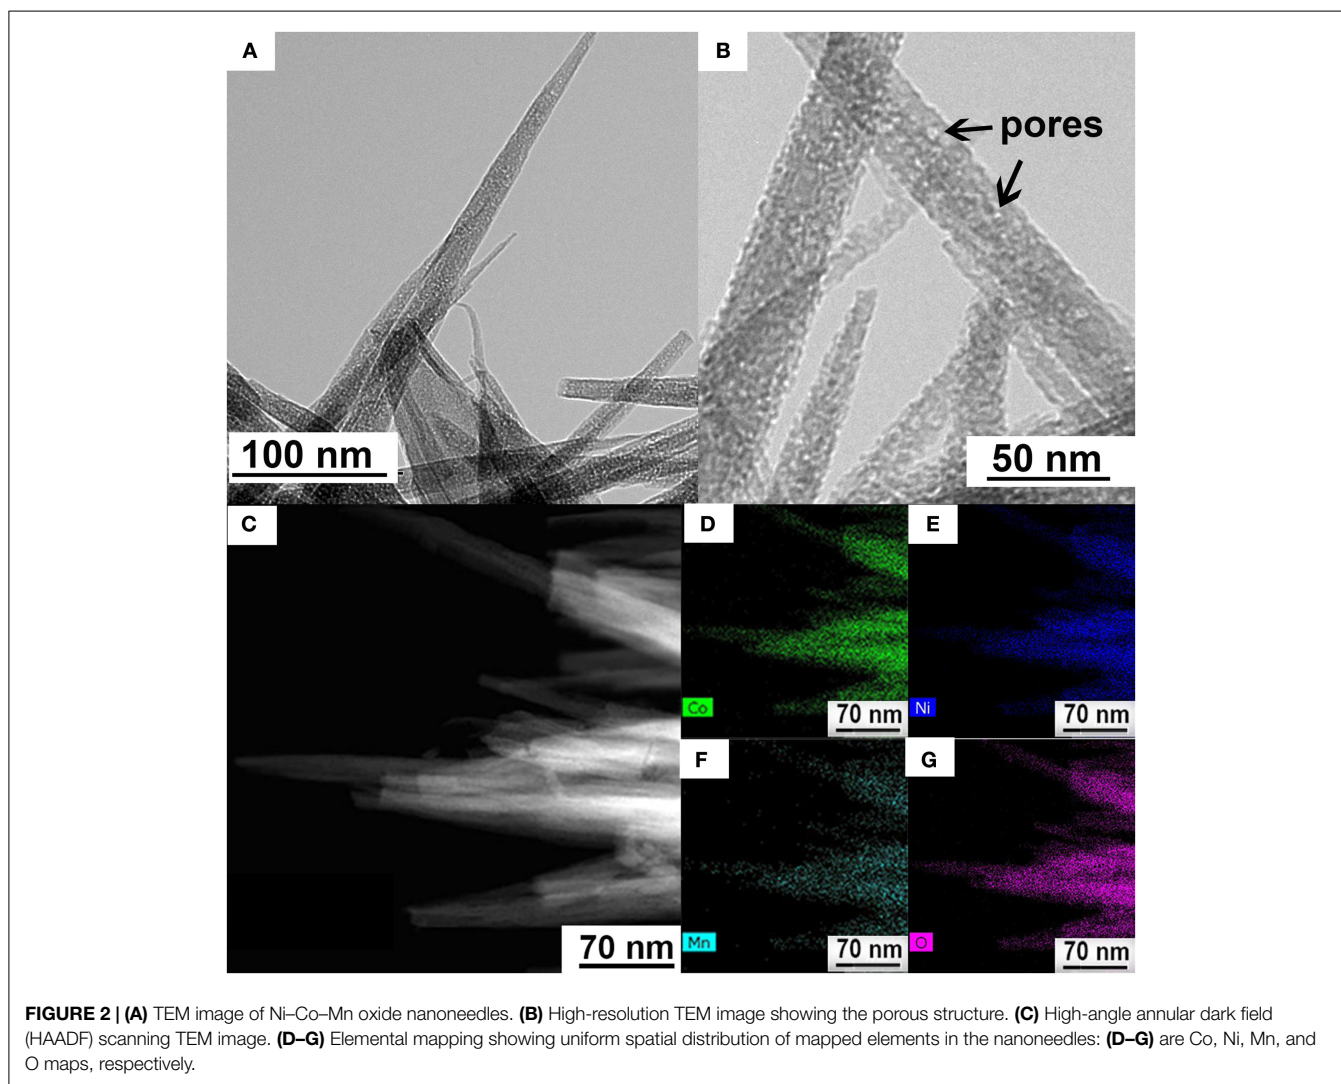 A
B
pores
100 nm
50 nm
C
D
E
Co
70 nm
Ni
70 nm
F
G
70 nm
Mn
70 nm
O
70 nm
FIGURE 2 | (A) TEM image of Ni–Co–Mn oxide nanoneedles. (B) High-resolution TEM image showing the porous structure. (C) High-angle annular dark field
(HAADF) scanning TEM image. (D–G) Elemental mapping showing uniform spatial distribution of mapped elements in the nanoneedles: (D–G) are Co, Ni, Mn, and
O maps, respectively.